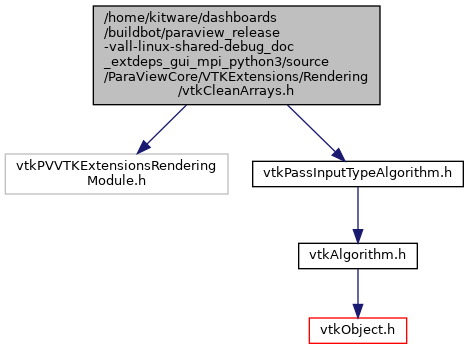 /home/kitware/dashboards
/buildbot/paraview_release
-vall-linux-shared-debug_doc
_extdeps_gui_mpi_python3/source
/ParaViewCore/VTKExtensions/Rendering
/vtkCleanArrays.h
vtkPVVTKExtensionsRendering
Module.h
vtkPassInputTypeAlgorithm.h
vtkAlgorithm.h
vtkObject.h